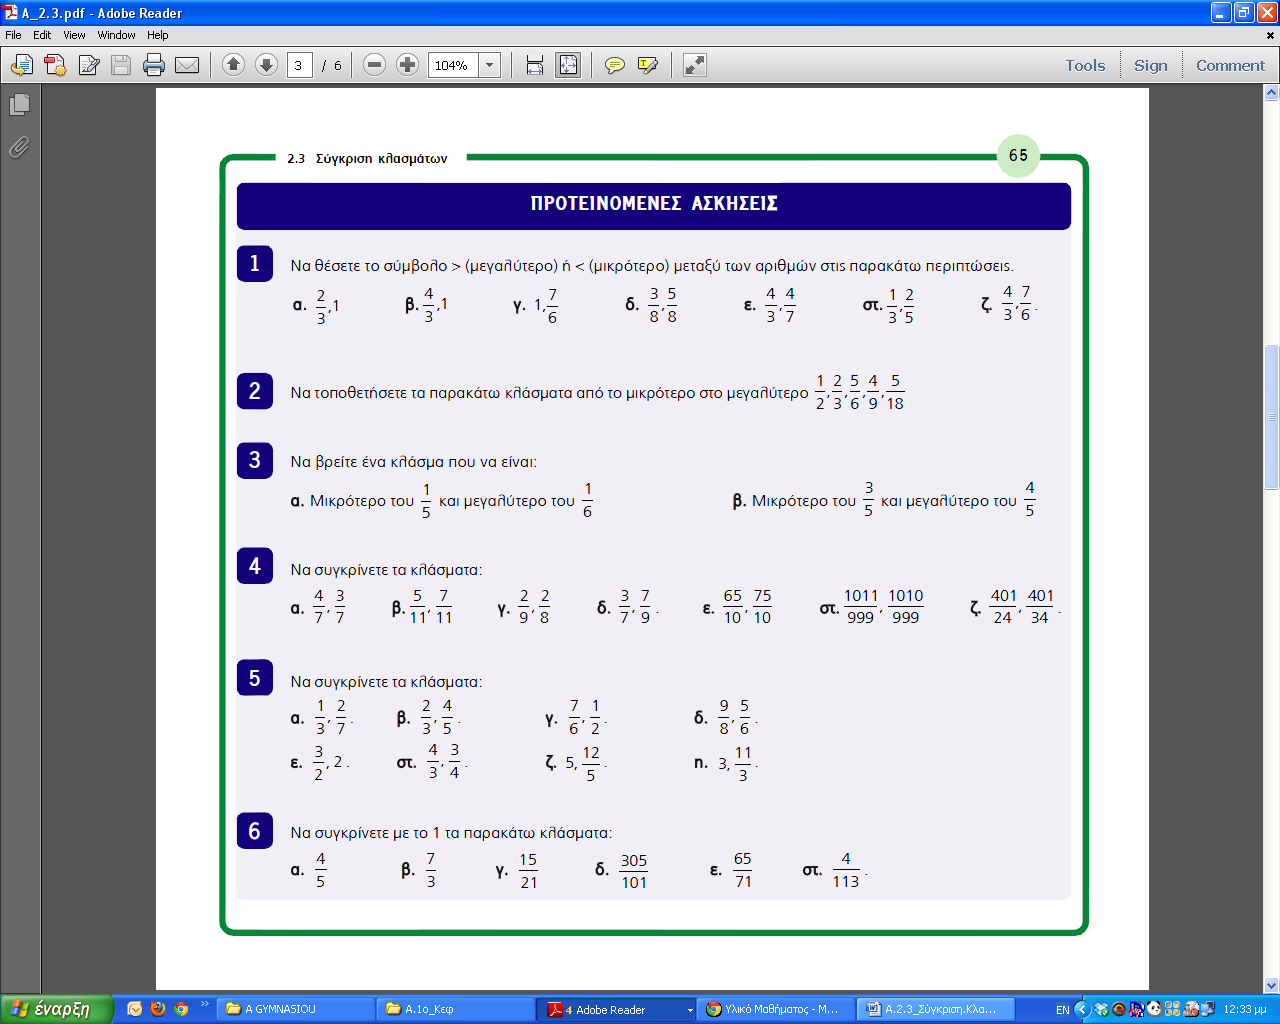 A_2.3.pdf - Adobe Reader
File Edit View Window Help
3 / 6 104% Tools Sign Comment
2.3 Σύγκριση κλασμάτων 65
ΠΡΟΤΕΙΝΟΜΕΝΕΣ ΑΣΚΗΣΕΙΣ
1 Να θέσετε το σύμβολο > (μεγαλύτερο) ή < (μικρότερο) μεταξύ των αριθμών στις παρακάτω περιπτώσεις.
α. 2/3, 1 β. 4/3, 1 γ. 1, 7/6 δ. 3/8, 5/8 ε. 4/3, 4/7 στ. 1/3, 2/5 ζ. 4/3, 7/6 .
2 Να τοποθετήσετε τα παρακάτω κλάσματα από το μικρότερο στο μεγαλύτερο 1/2, 2/3, 5/6, 4/9, 5/18
3 Να βρείτε ένα κλάσμα που να είναι:
α. Μικρότερο του 1/5 και μεγαλύτερο του 1/6 β. Μικρότερο του 3/5 και μεγαλύτερο του 4/5
4 Να συγκρίνετε τα κλάσματα:
α. 4/7, 3/7 β. 5/11, 7/11 γ. 2/9, 2/8 δ. 3/7, 7/9 . ε. 65/10, 75/10 στ. 1011/999, 1010/999 ζ. 401/24, 401/34 .
5 Να συγκρίνετε τα κλάσματα:
α. 1/3, 2/7 . β. 2/3, 4/5 . γ. 7/6, 1/2 . δ. 9/8, 5/6 .
ε. 3/2, 2 . στ. 4/3, 3/4 . ζ. 5, 12/5 . η. 3, 11/3 .
6 Να συγκρίνετε με το 1 τα παρακάτω κλάσματα:
α. 4/5 β. 7/3 γ. 15/21 δ. 305/101 ε. 65/71 στ. 4/113 .
έναρξη » A GYMNASIOU Α.1ο_Κεφ 4 Adobe Reader Υλικό Μαθήματος - M... Α.2.3_Σύγκριση.Κλα... EN 12:33 μμ